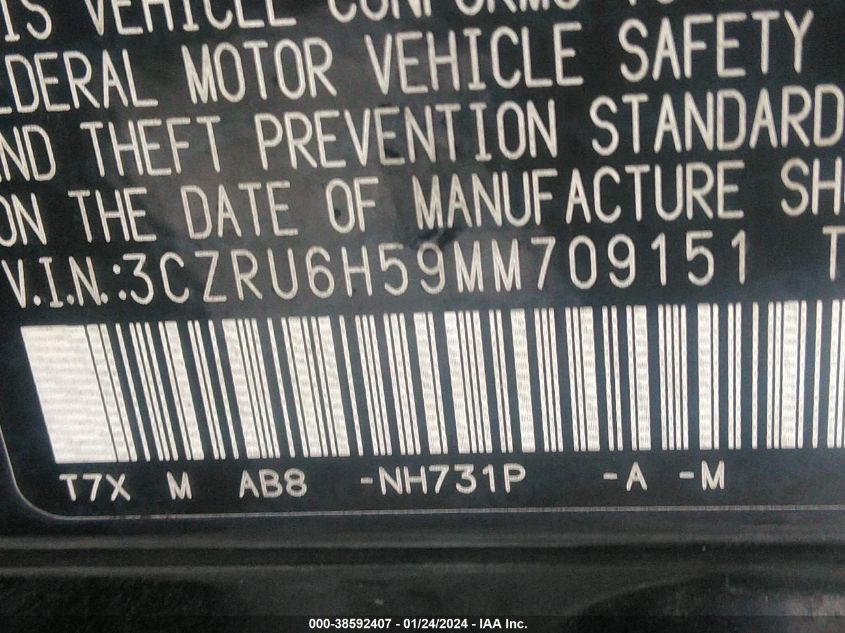 IS VEHICLE CONFORMS TO
EDERAL MOTOR VEHICLE SAFETY
ND THEFT PREVENTION STANDARD
ON THE DATE OF MANUFACTURE SH
V.I.N.:3CZRU6H59MM709151 T
T7X M AB8 -NH731P -A -M
000-38592407 - 01/24/2024 - IAA Inc.